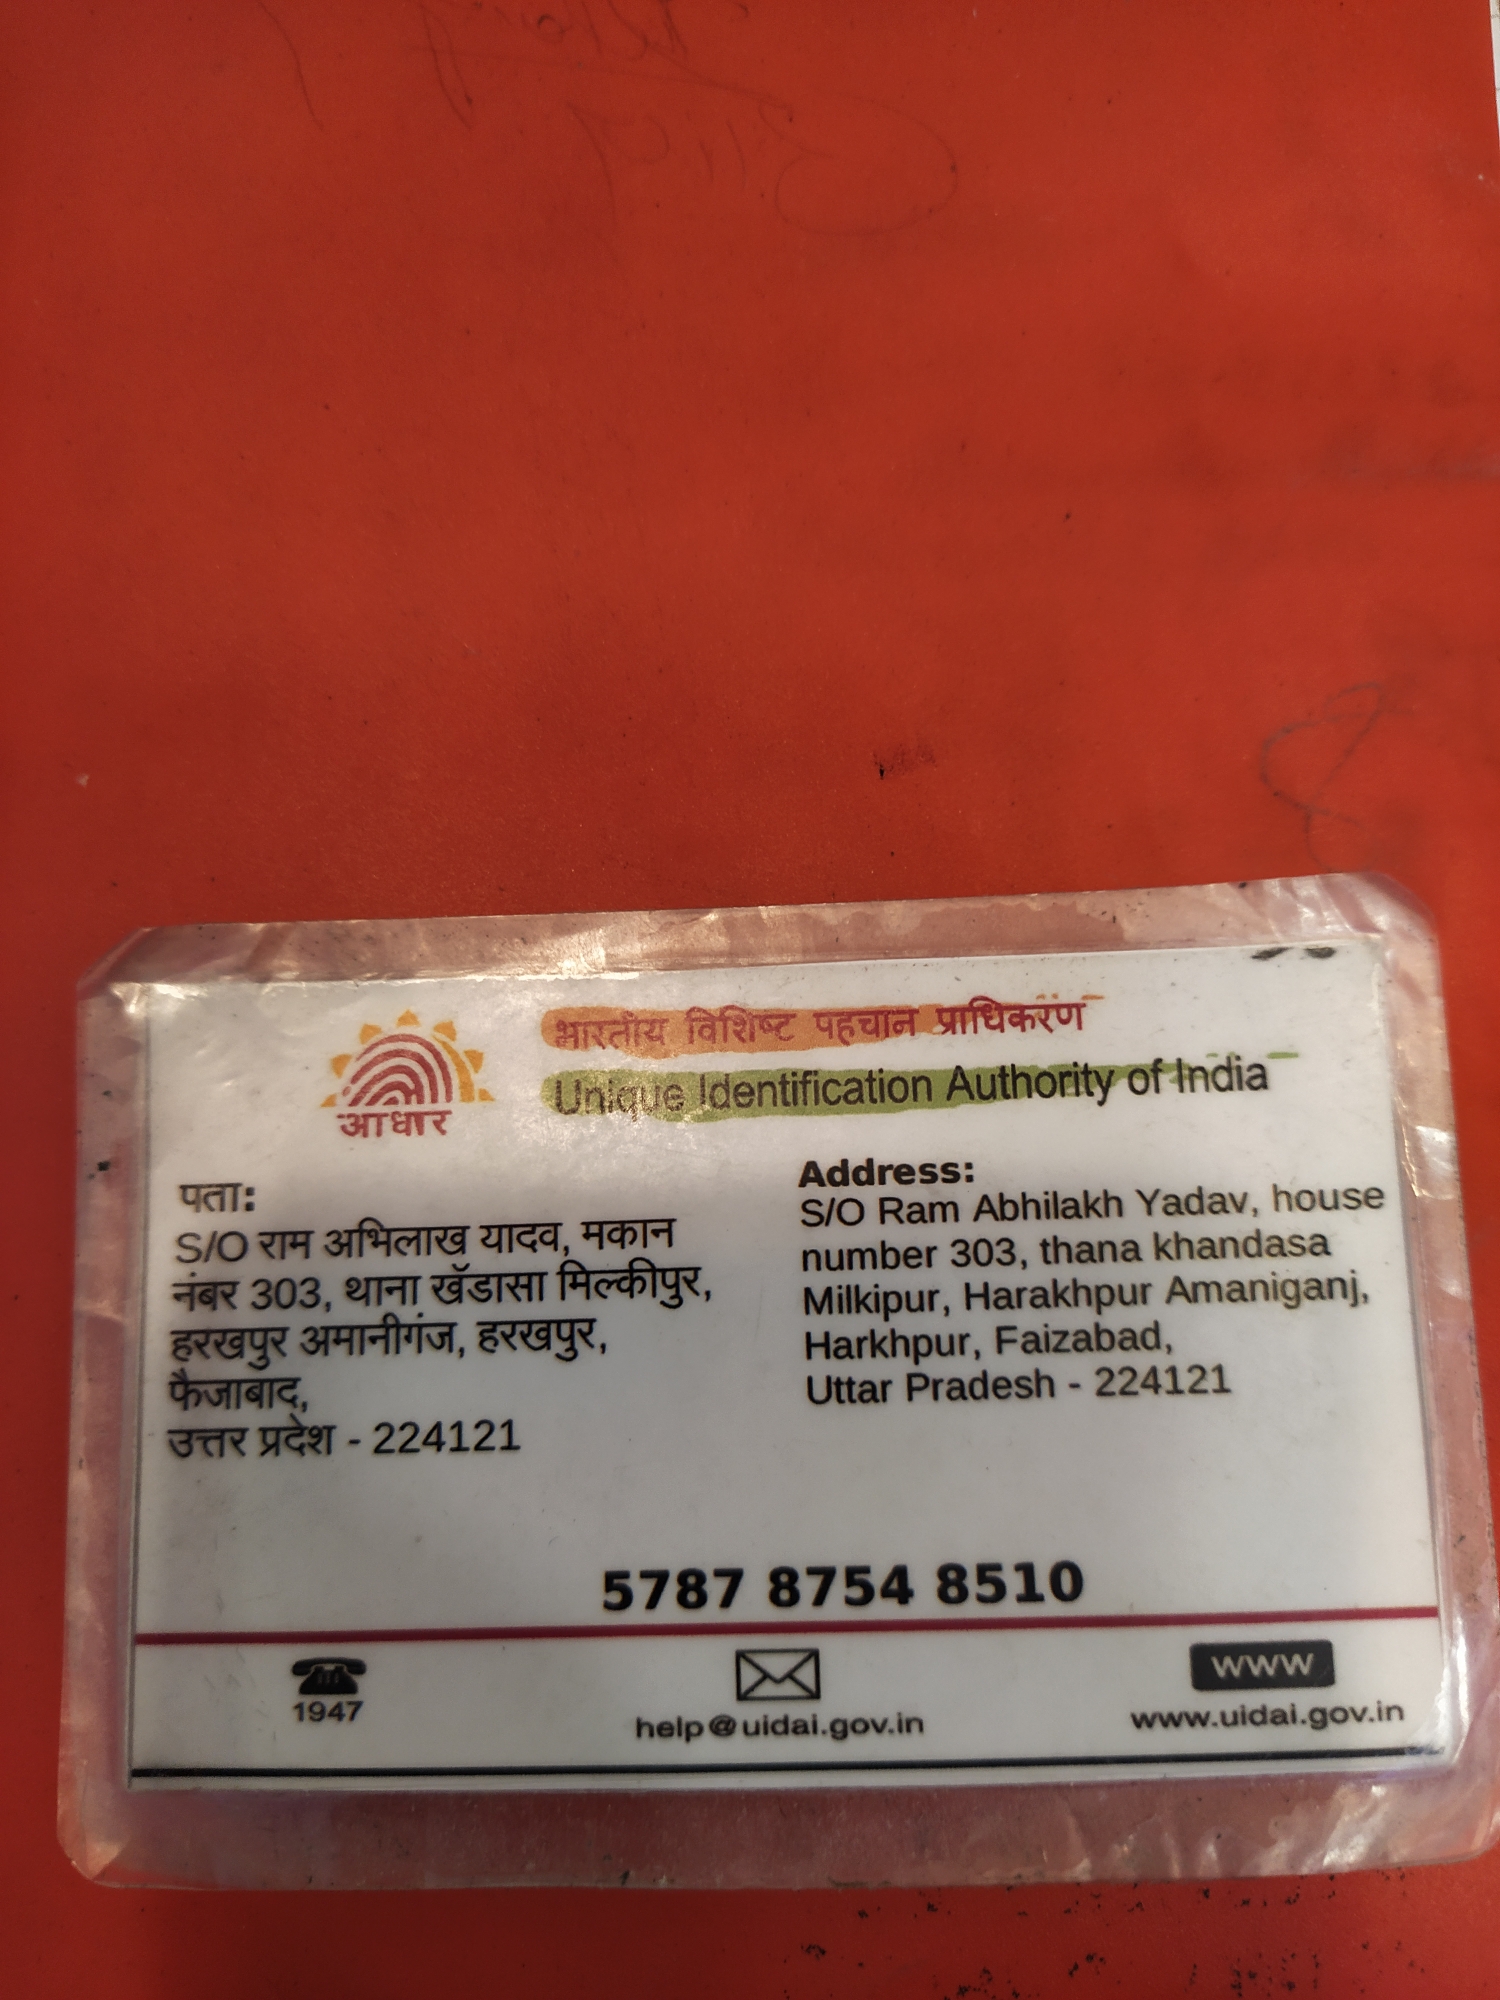 भारतीय विशिष्ट पहचान प्राधिकरण
Unique Identification Authority of India
आधार
पता:
S/O राम अभिलाख यादव, मकान
नंबर 303, थाना खॅडासा मिल्कीपुर,
हरखपुर अमानीगंज, हरखपुर,
फैजाबाद,
उत्तर प्रदेश - 224121
Address:
S/O Ram Abhilakh Yadav, house
number 303, thana khandasa
Milkipur, Harakhpur Amaniganj,
Harkhpur, Faizabad,
Uttar Pradesh - 224121
5787 8754 8510
1947
help@uidai.gov.in
www
www.uidai.gov.in